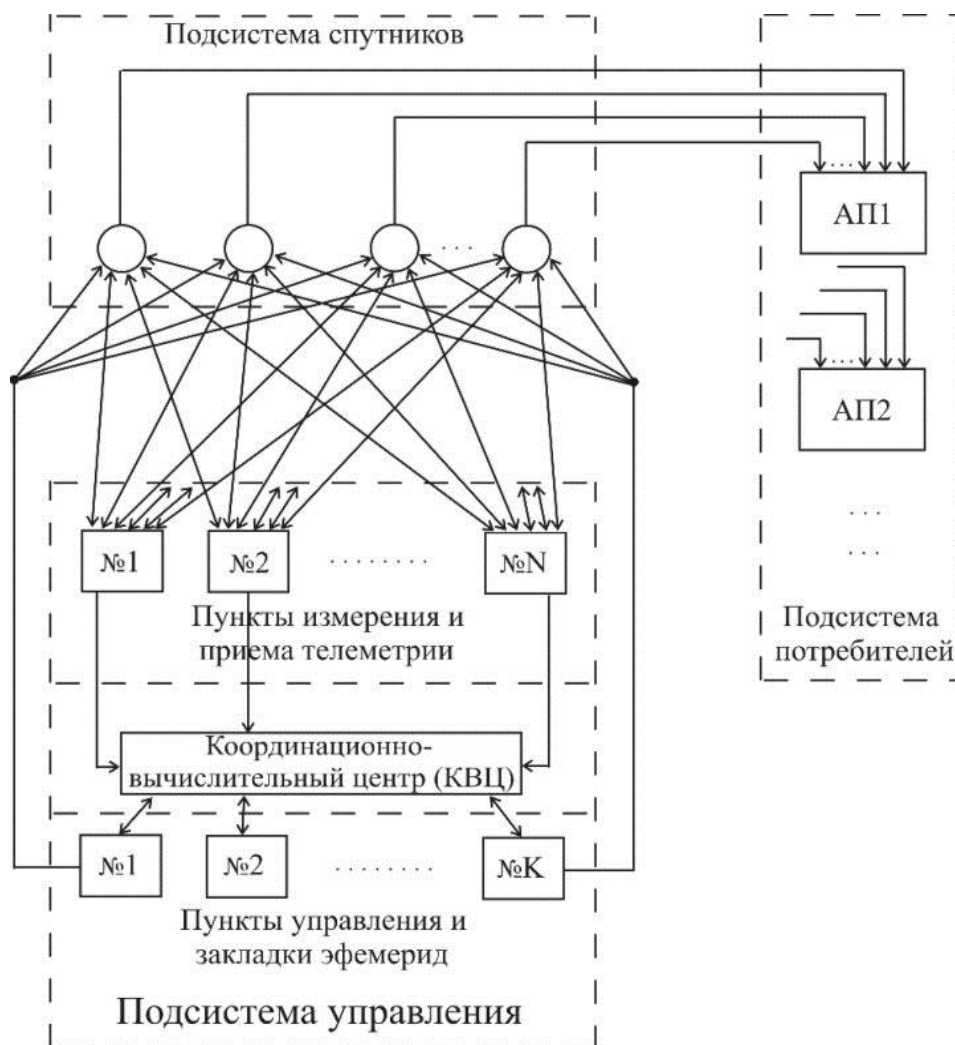 Подсистема спутников
АП1
АП2
№1
№2
№N
Пункты измерения и
приема телеметрии
Подсистема
потребителей
Координационно-
вычислительный центр (КВЦ)
№1
№2
№K
Пункты управления и
закладки эфемерид
Подсистема управления